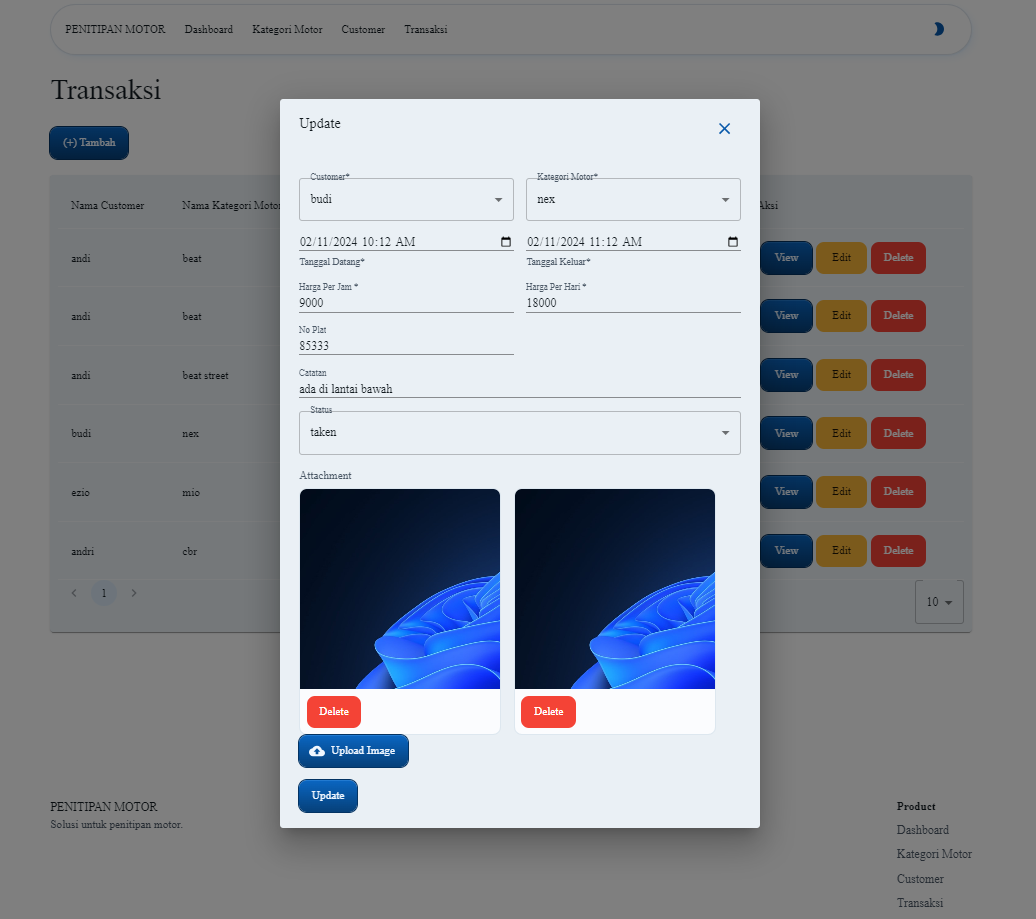 PENITIPAN MOTOR Dashboard Kategori Motor Customer Transaksi
Transaksi
(+) Tambah
Nama Customer Nama Kategori Motor Aksi
andi beat View Edit Delete
andi beat View Edit Delete
andi beat street View Edit Delete
budi nex View Edit Delete
ezio mio View Edit Delete
andri cbr View Edit Delete
1 10
Update
Customer* Kategori Motor*
budi nex
02/11/2024 10:12 AM 02/11/2024 11:12 AM
Tanggal Datang* Tanggal Keluar*
Harga Per Jam * Harga Per Hari *
9000 18000
No Plat
85333
Catatan
ada di lantai bawah
Status
taken
Attachment
Delete Delete
Upload Image
Update
PENITIPAN MOTOR
Solusi untuk penitipan motor.
Product
Dashboard
Kategori Motor
Customer
Transaksi